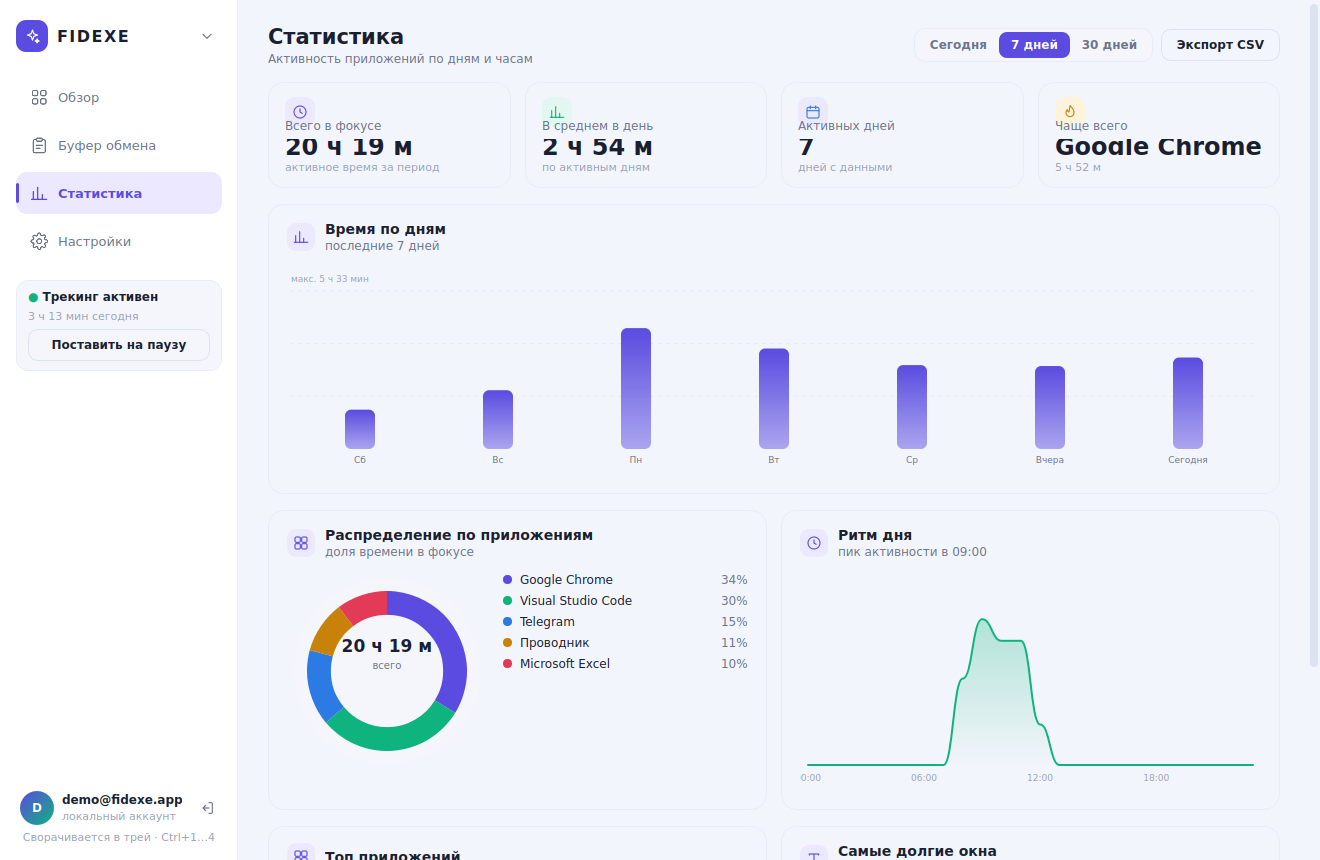 FIDEXE
Обзор
Буфер обмена
Статистика
Настройки
Трекинг активен
3 ч 13 мин сегодня
Поставить на паузу
D
demo@fidexe.app
локальный аккаунт
Сворачивается в трей · Ctrl+1…4
Статистика
Активность приложений по дням и часам
Сегодня
7 дней
30 дней
Экспорт CSV
Всего в фокусе
20 ч 19 м
активное время за период
В среднем в день
2 ч 54 м
по активным дням
Активных дней
7
дней с данными
Чаще всего
Google Chrome
5 ч 52 м
Время по дням
последние 7 дней
макс. 5 ч 33 мин
Сб
Вс
Пн
Вт
Ср
Вчера
Сегодня
Распределение по приложениям
доля времени в фокусе
20 ч 19 м
всего
Google Chrome 34%
Visual Studio Code 30%
Telegram 15%
Проводник 11%
Microsoft Excel 10%
Ритм дня
пик активности в 09:00
0:00
06:00
12:00
18:00
Топ приложений
Самые долгие окна